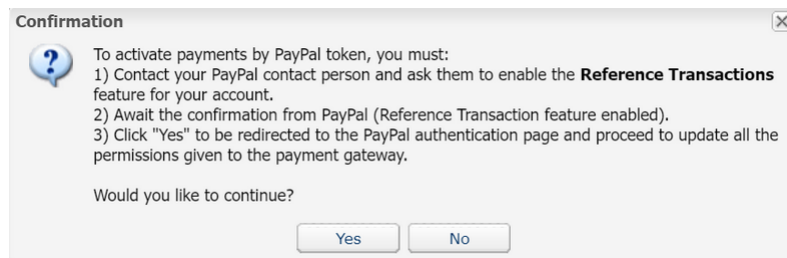 Confirmation
To activate payments by PayPal token, you must:
1) Contact your PayPal contact person and ask them to enable the Reference Transactions
feature for your account.
2) Await the confirmation from PayPal (Reference Transaction feature enabled).
3) Click "Yes" to be redirected to the PayPal authentication page and proceed to update all the
permissions given to the payment gateway.
Would you like to continue?
Yes
No